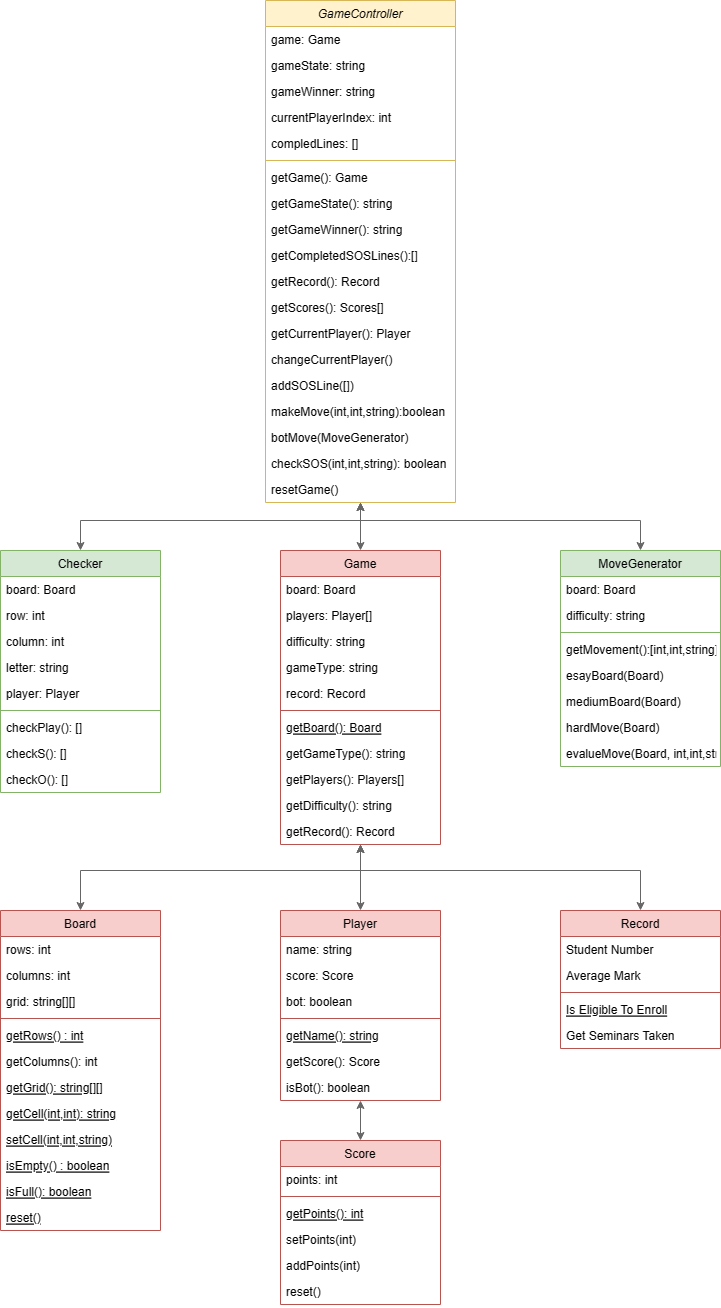 GameController
game: Game
gameState: string
gameWinner: string
currentPlayerIndex: int
compledLines: []
getGame(): Game
getGameState(): string
getGameWinner(): string
getCompletedSOSLines():[]
getRecord(): Record
getScores(): Scores[]
getCurrentPlayer(): Player
changeCurrentPlayer()
addSOSLine([])
makeMove(int,int,string):boolean
botMove(MoveGenerator)
checkSOS(int,int,string): boolean
resetGame()
Checker
board: Board
row: int
column: int
letter: string
player: Player
checkPlay(): []
checkS(): []
checkO(): []
Game
board: Board
players: Player[]
difficulty: string
gameType: string
record: Record
getBoard(): Board
getGameType(): string
getPlayers(): Players[]
getDifficulty(): string
getRecord(): Record
MoveGenerator
board: Board
difficulty: string
getMovement():[int,int,string]
esayBoard(Board)
mediumBoard(Board)
hardMove(Board)
evalueMove(Board, int,int,
Board
rows: int
columns: int
grid: string[][]
getRows() : int
getColumns(): int
getGrid(): string[][]
getCell(int,int): string
setCell(int,int,string)
isEmpty() : boolean
isFull(): boolean
reset()
Player
name: string
score: Score
bot: boolean
getName(): string
getScore(): Score
isBot(): boolean
Record
Student Number
Average Mark
Is Eligible To Enroll
Get Seminars Taken
Score
points: int
getPoints(): int
setPoints(int)
addPoints(int)
reset()